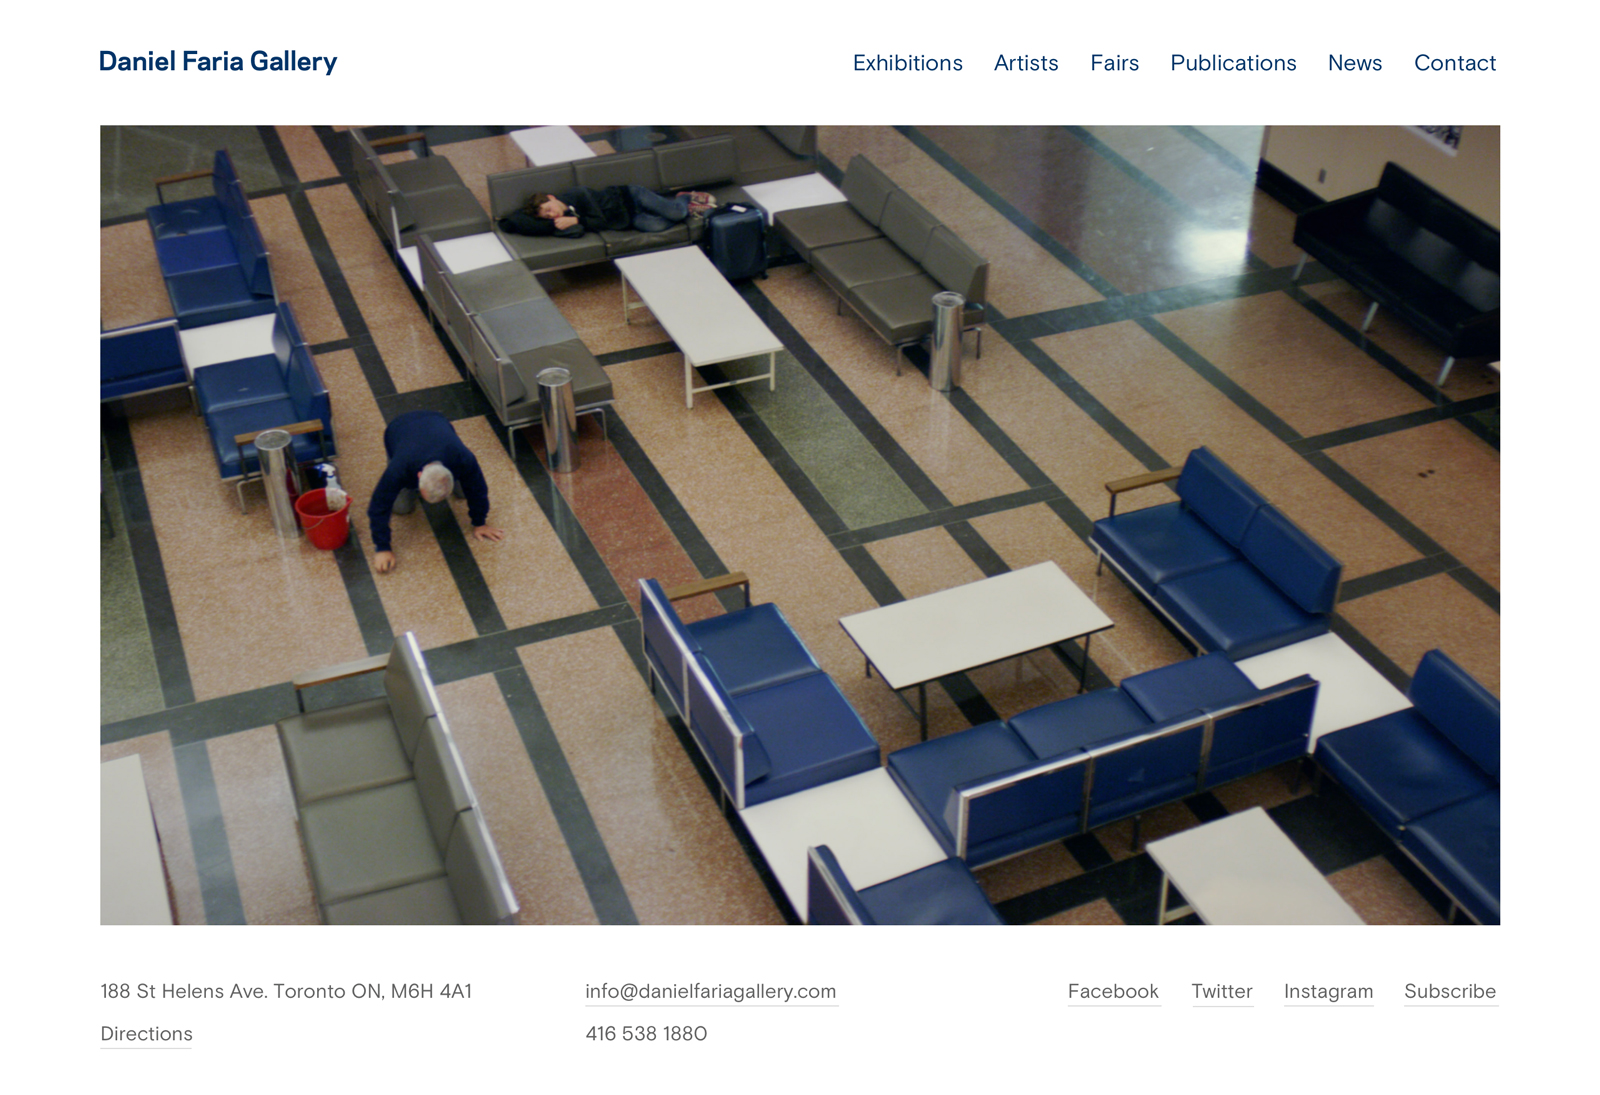 Daniel Faria Gallery
Exhibitions Artists Fairs Publications News Contact
188 St Helens Ave. Toronto ON, M6H 4A1
Directions
info@danielfariagallery.com
416 538 1880
Facebook Twitter Instagram Subscribe